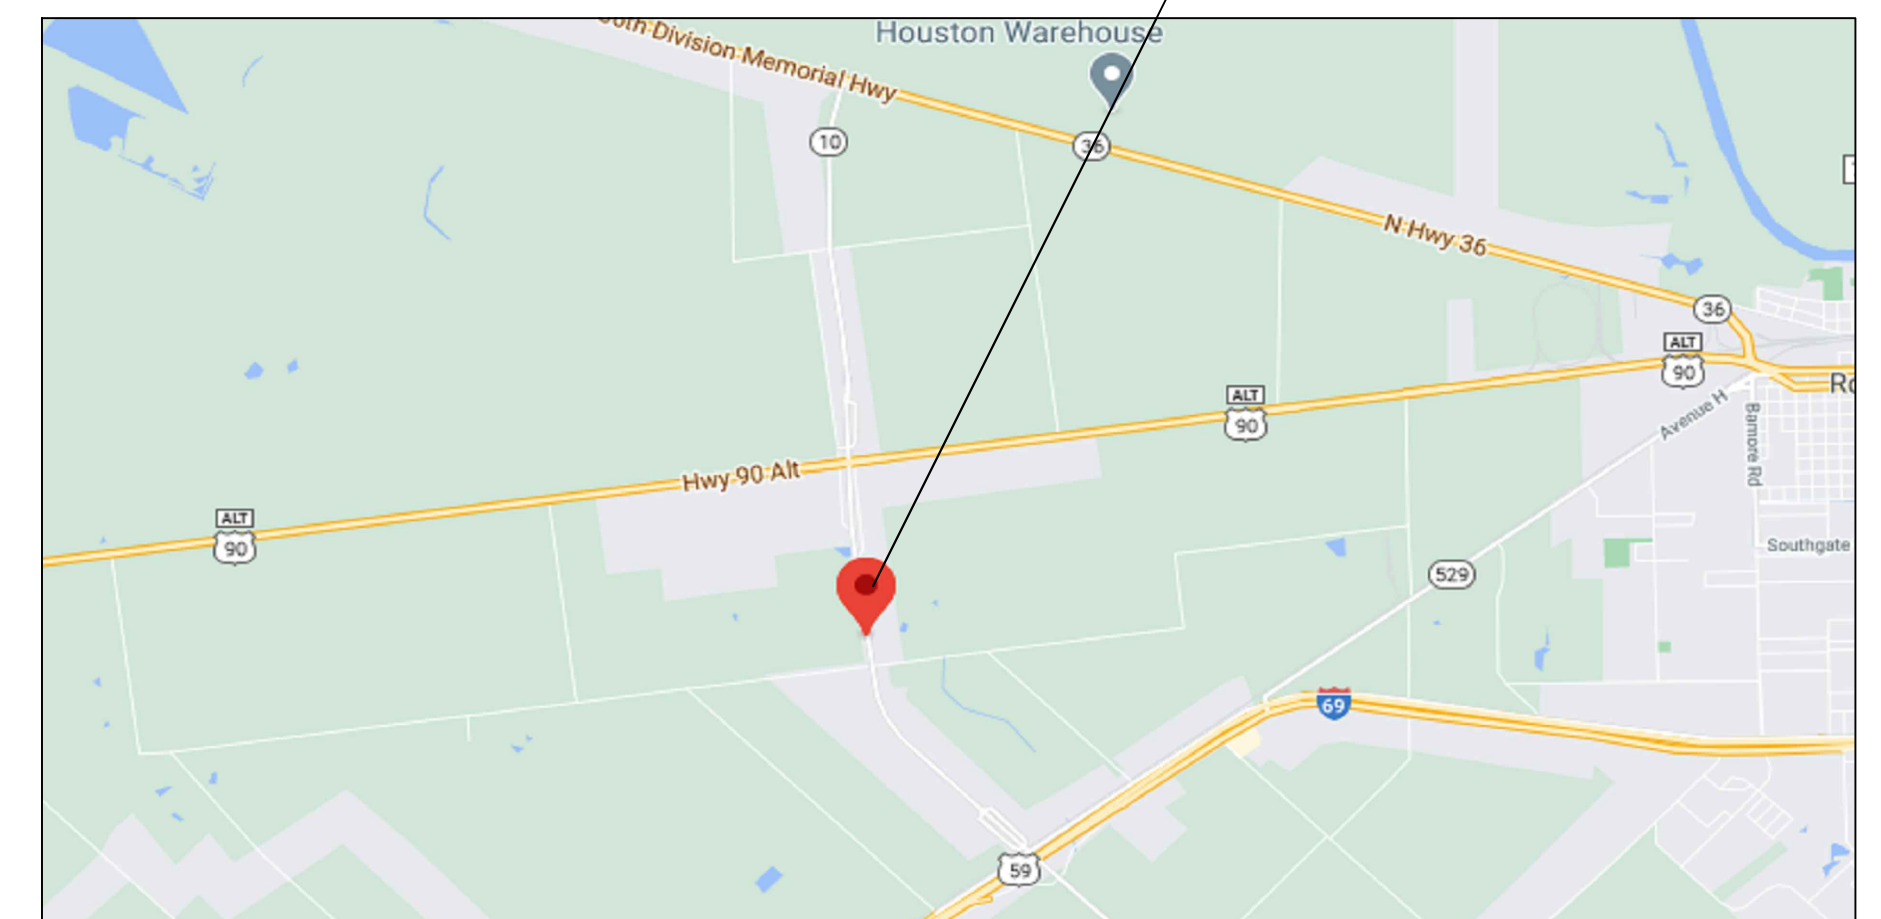 Division Memorial Hwy
Houston Warehouse
10
36
N Hwy 36
36
ALT
90
ALT
90
Avenue H
Bamore Rd
Hwy 90 Alt
ALT
90
Southgate
529
69
59